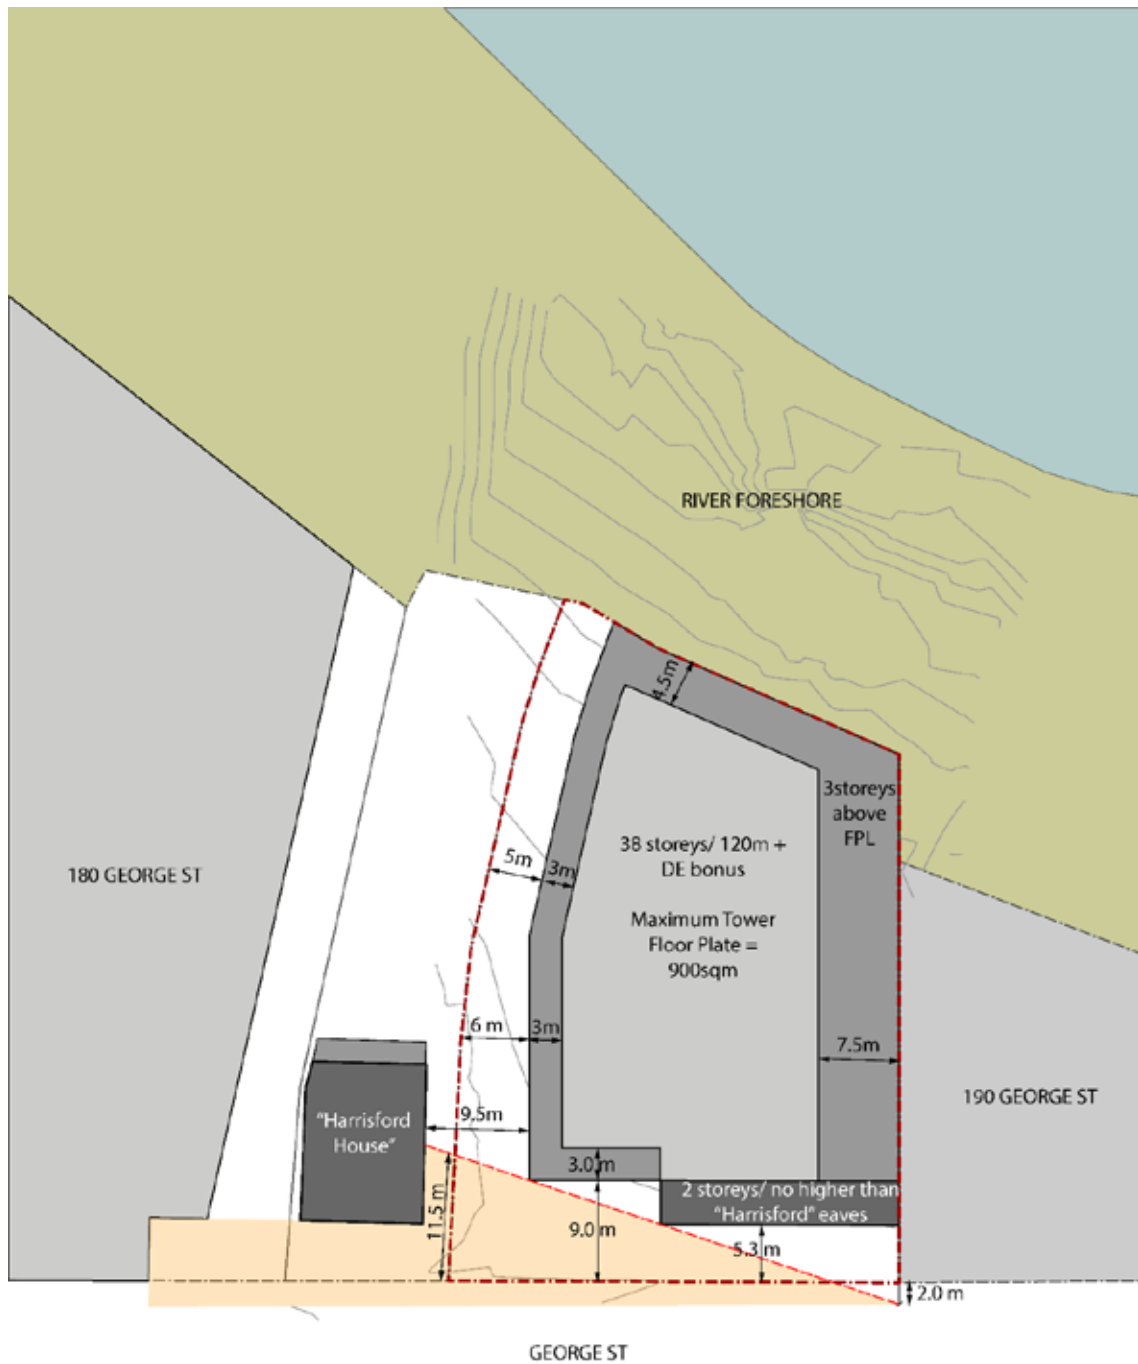 RIVER FORESHORE
4.5m
3storeys
above
FPL
38 storeys/ 120m +
DE bonus
Maximum Tower
Floor Plate =
900sqm
180 GEORGE ST
5m
3m
6 m
3m
7.5m
190 GEORGE ST
"Harrisford
House"
9.5m
3.0 m
2 storeys/ no higher than
"Harrisford" eaves
11.5 m
9.0 m
5.3 m
2.0 m
GEORGE ST